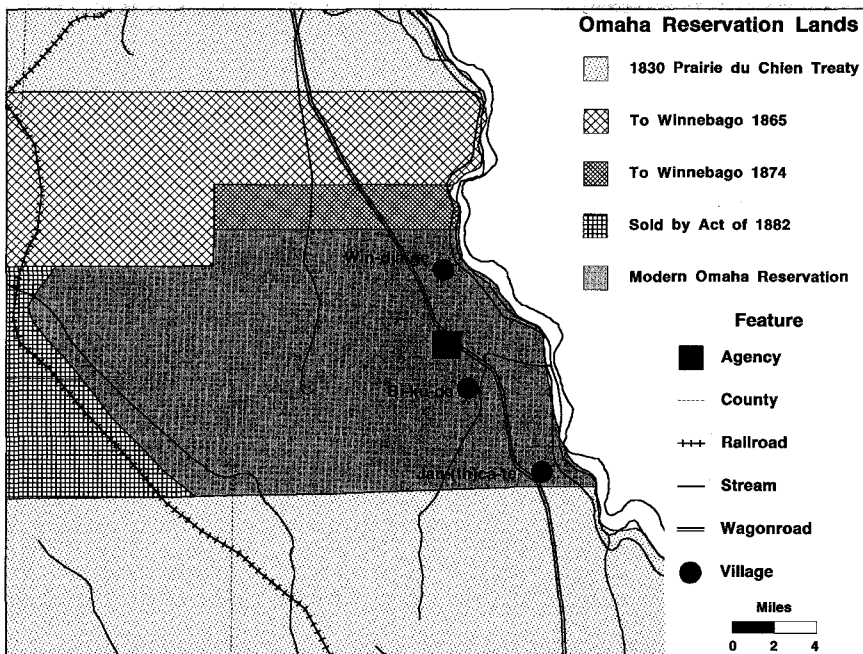 Omaha Reservation Lands
1830 Prairie du Chien Treaty
To Winnebago 1865
To Winnebago 1874
Sold by Act of 1882
Modern Omaha Reservation
Feature
Agency
County
Railroad
Stream
Wagonroad
Village
Miles
0 2 4